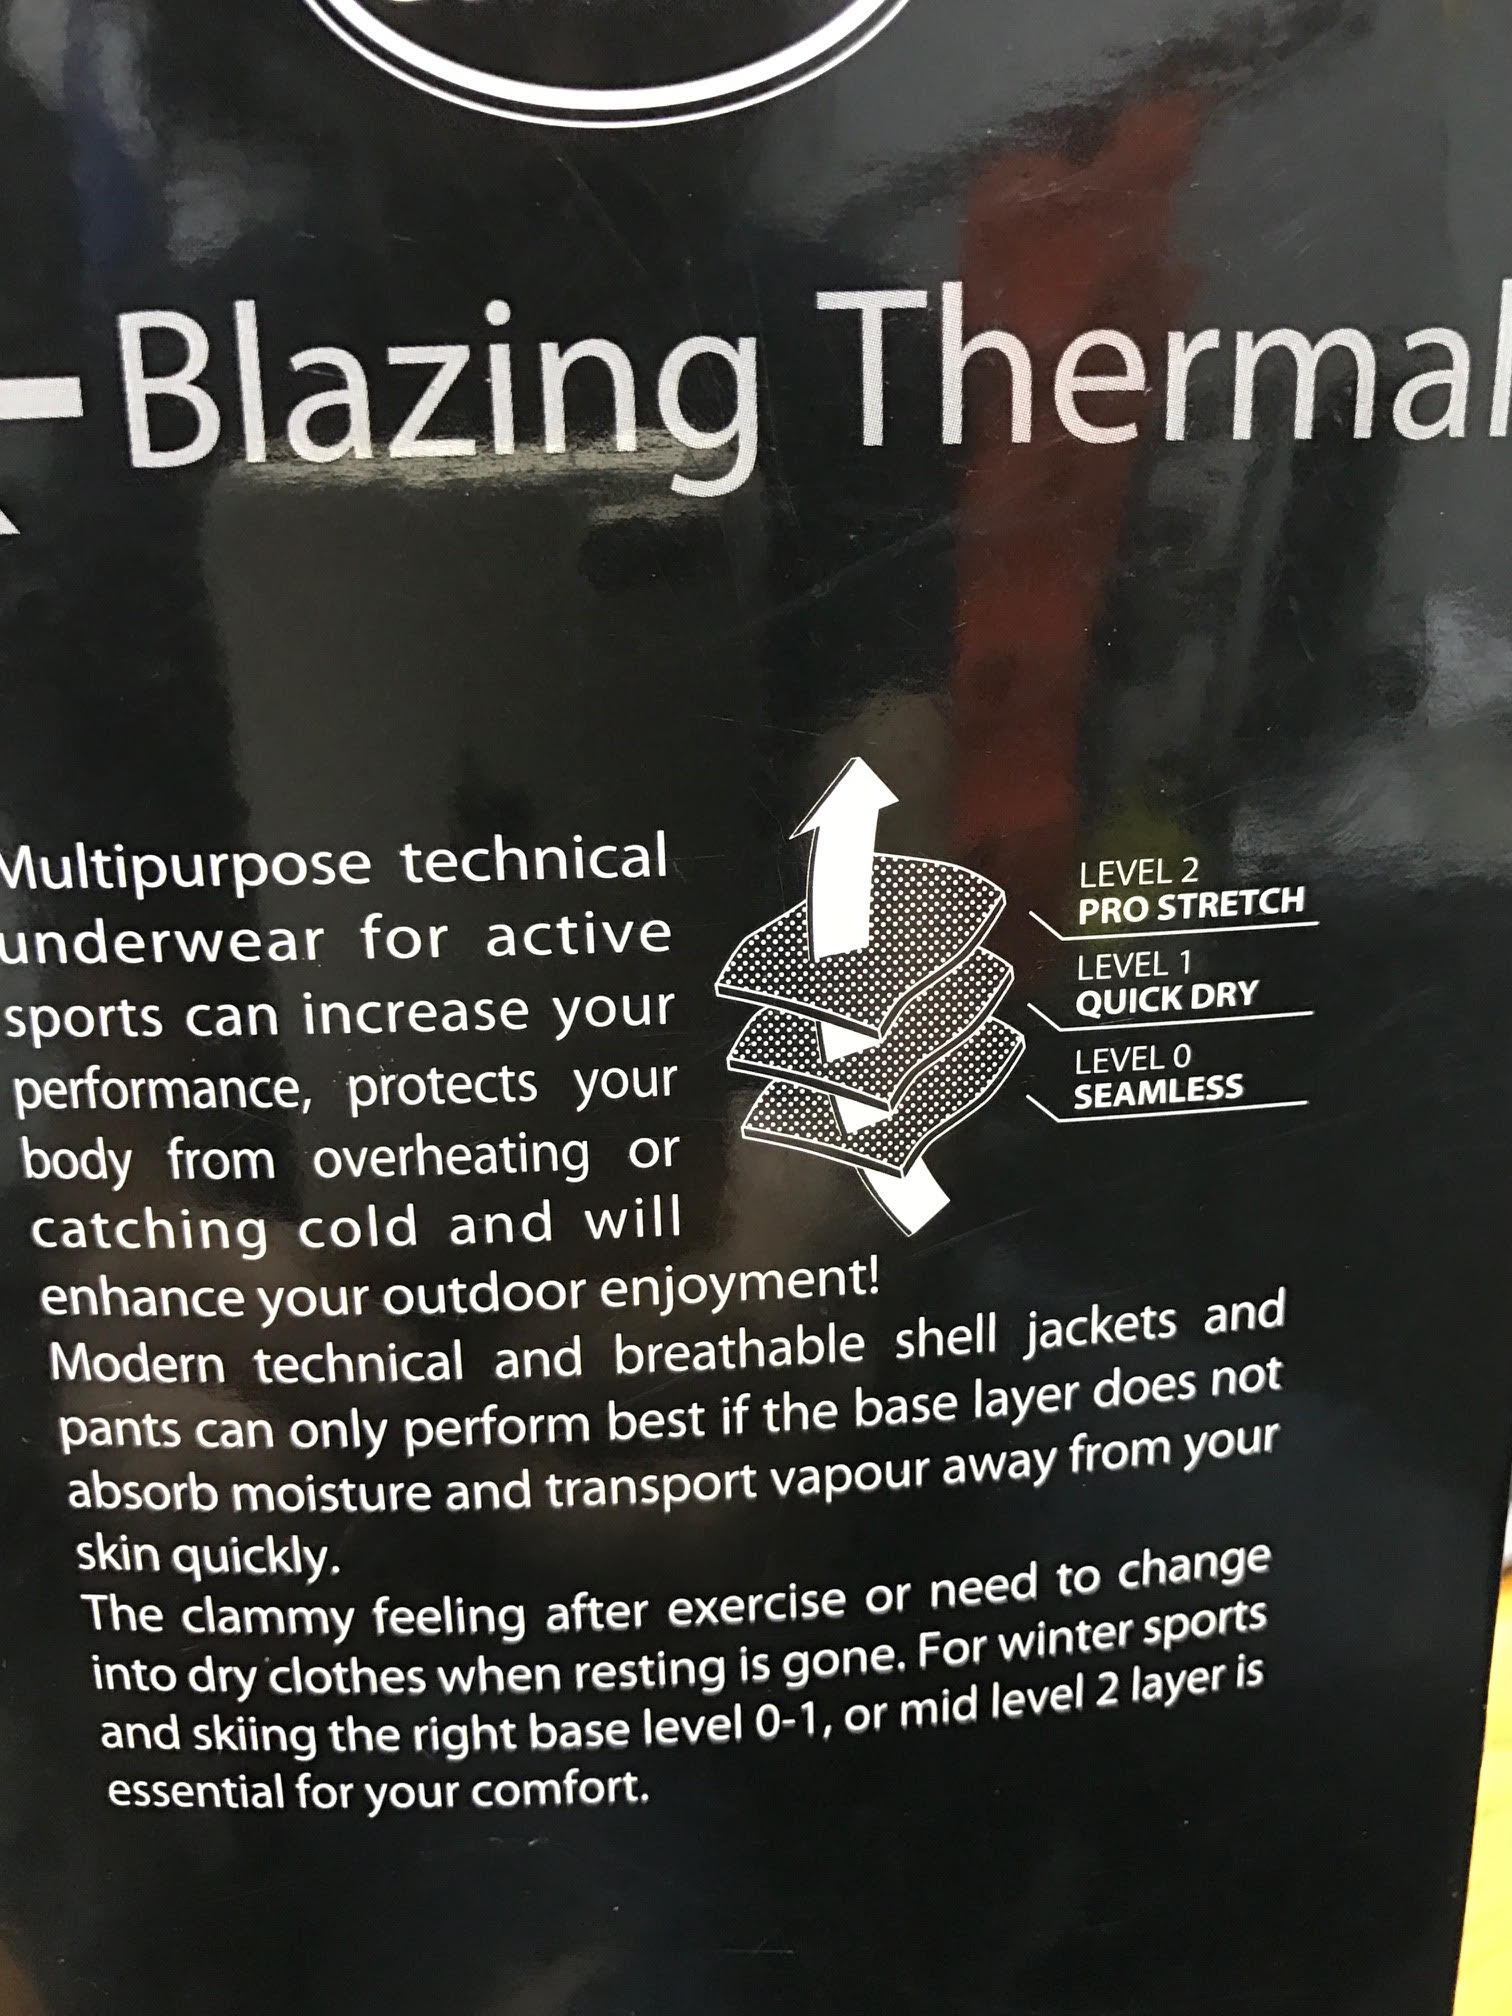 Blazing Thermal
Multipurpose technical
underwear for active
sports can increase your
performance, protects your
body from overheating or
catching cold and will
enhance your outdoor enjoyment!
LEVEL 2
PRO STRETCH
LEVEL 1
QUICK DRY
LEVEL 0
SEAMLESS
Modern technical and breathable shell jackets and
pants can only perform best if the base layer does not
absorb moisture and transport vapour away from your
skin quickly.
The clammy feeling after exercise or need to change
into dry clothes when resting is gone. For winter sports
and skiing the right base level 0-1, or mid level 2 layer is
essential for your comfort.